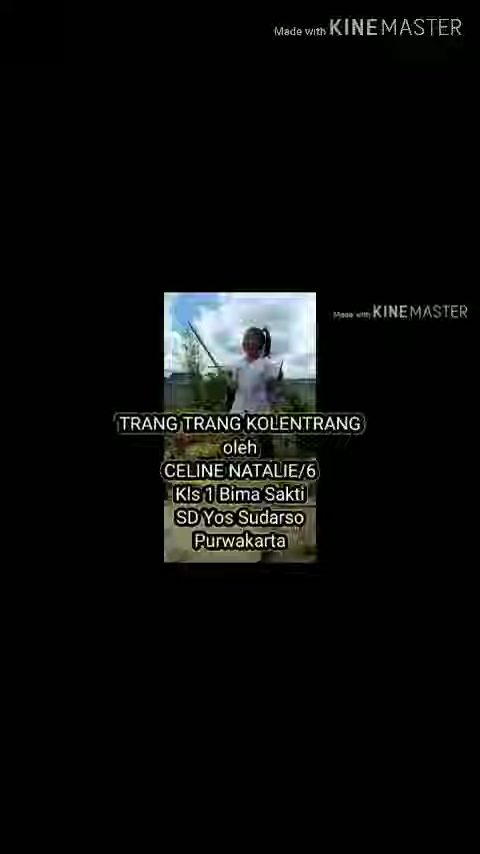 Made with KINEMASTER
Made with KINEMASTER
TRANG TRANG KOLENTRANG
oleh
CELINE NATALIE/6
Kls 1 Bima Sakti
SD Yos Sudarso
Purwakarta